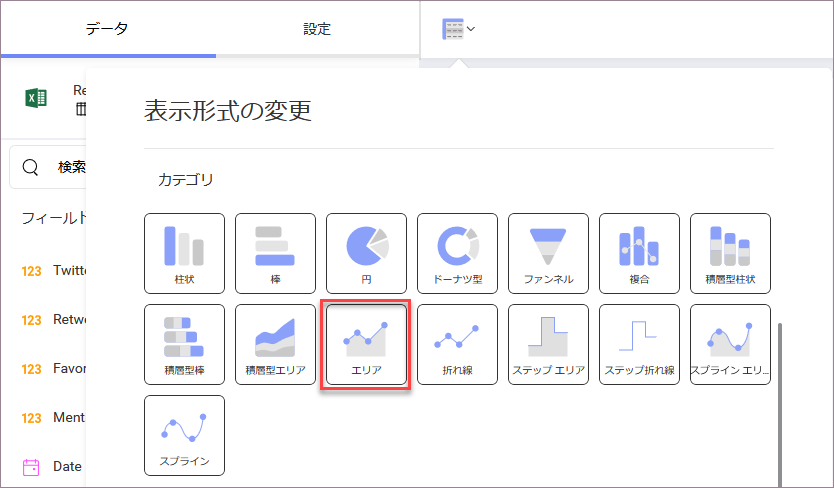 データ
設定
Re
表示形式の変更
検索
カテゴリ
フィールド
柱状
棒
円
ドーナツ型
ファンネル
複合
積層型柱状
123 Twitte
123 Retw
123 Favor
123 Ment
Date
積層型棒
積層型エリア
エリア
折れ線
ステップ エリア
ステップ折れ線
スプライン エリ...
スプライン